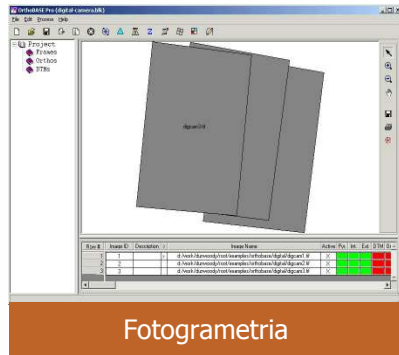 OrthoBASE Pro (digital-camera.blk)
File Edit Process Help
Project
Frames
Orthos
DTMs
digcam3.tif
Row # Image ID Description > Image Name Active Pyr. Int. Ext. DTM
1 1 > d:/work/dunwoody/root/examples/orthobase/digital/digcam1.tif X
2 2 d:/work/dunwoody/root/examples/orthobase/digital/digcam2.tif X
3 3 d:/work/dunwoody/root/examples/orthobase/digital/digcam3.tif X
Fotogrametria